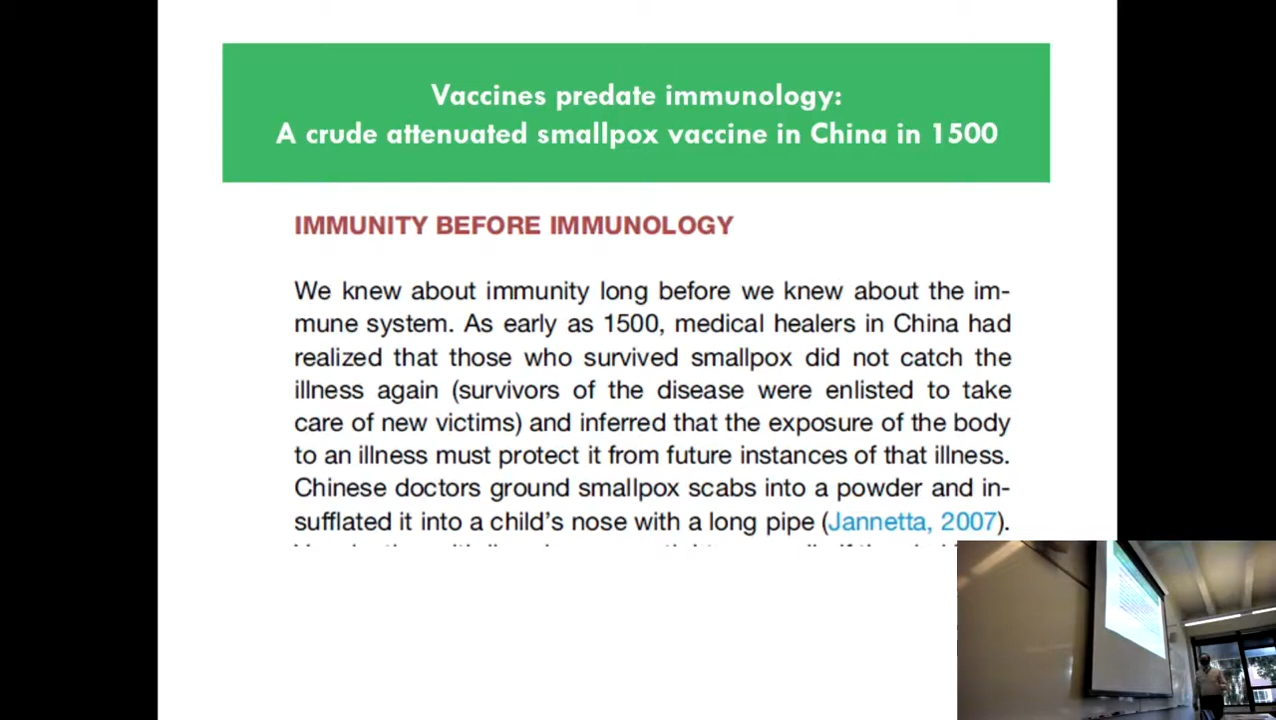 Vaccines predate immunology:
A crude attenuated smallpox vaccine in China in 1500
IMMUNITY BEFORE IMMUNOLOGY
We knew about immunity long before we knew about the im-
mune system. As early as 1500, medical healers in China had
realized that those who survived smallpox did not catch the
illness again (survivors of the disease were enlisted to take
care of new victims) and inferred that the exposure of the body
to an illness must protect it from future instances of that illness.
Chinese doctors ground smallpox scabs into a powder and in-
sufflated it into a child's nose with a long pipe (Jannetta, 2007).